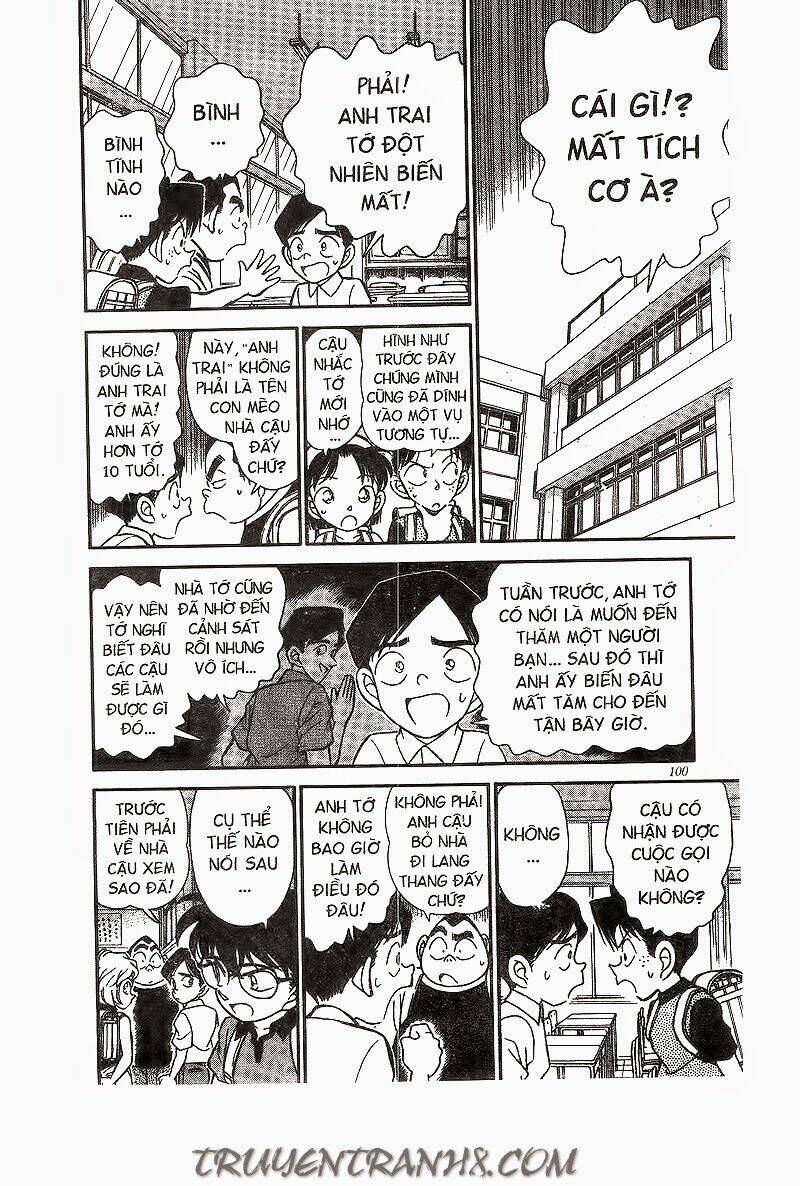 CÁI GÌ!?
MẤT TÍCH
CƠ À?
PHẢI!
ANH TRAI
TỚ ĐỘT
NHIÊN BIẾN
MẤT!
BÌNH
...
BÌNH
TĨNH
NÀO
...
HÌNH NHƯ
TRƯỚC ĐÂY
CHÚNG MÌNH
CŨNG ĐÃ DÍNH
VÀO MỘT VỤ
TƯƠNG TỰ...
CẬU
NHẮC
TỚ
MỚI
NHỚ
NÀY, "ANH
TRAI" KHÔNG
PHẢI LÀ TÊN
CON MÈO
NHÀ CẬU
ĐẤY
CHỨ?
KHÔNG!
ĐÚNG LÀ
ANH TRAI
TỚ MÀ!
ANH ẤY
HƠN TỚ
10 TUỔI.
TUẦN TRƯỚC, ANH TỚ
CÓ NÓI LÀ MUỐN ĐẾN
THĂM MỘT NGƯỜI
BẠN... SAU ĐÓ THÌ
ANH ẤY BIẾN ĐÂU
MẤT TĂM CHO ĐẾN
TẬN BÂY GIỜ.
NHÀ TỚ CŨNG
ĐÃ NHỜ ĐẾN
CẢNH SÁT
RỒI NHƯNG
VÔ ÍCH...
VẬY NÊN
TỚ NGHĨ
BIẾT ĐÂU
CÁC CẬU
SẼ LÀM
ĐƯỢC GÌ
ĐÓ...
100
CẬU CÓ
NHẬN ĐƯỢC
CUỘC GỌI
NÀO
KHÔNG?
KHÔNG
...
KHÔNG PHẢI
ANH CẬU
BỎ NHÀ
ĐI LANG
THANG ĐẤY
CHỨ?
ANH TỚ
KHÔNG
BAO GIỜ
LÀM
ĐIỀU ĐÓ
ĐÂU!
CỤ THỂ
THẾ NÀO
NÓI SAU
...
TRƯỚC
TIÊN PHẢI
VỀ NHÀ
CẬU XEM
SAO ĐÃ!
TRUYENTRANH8.COM